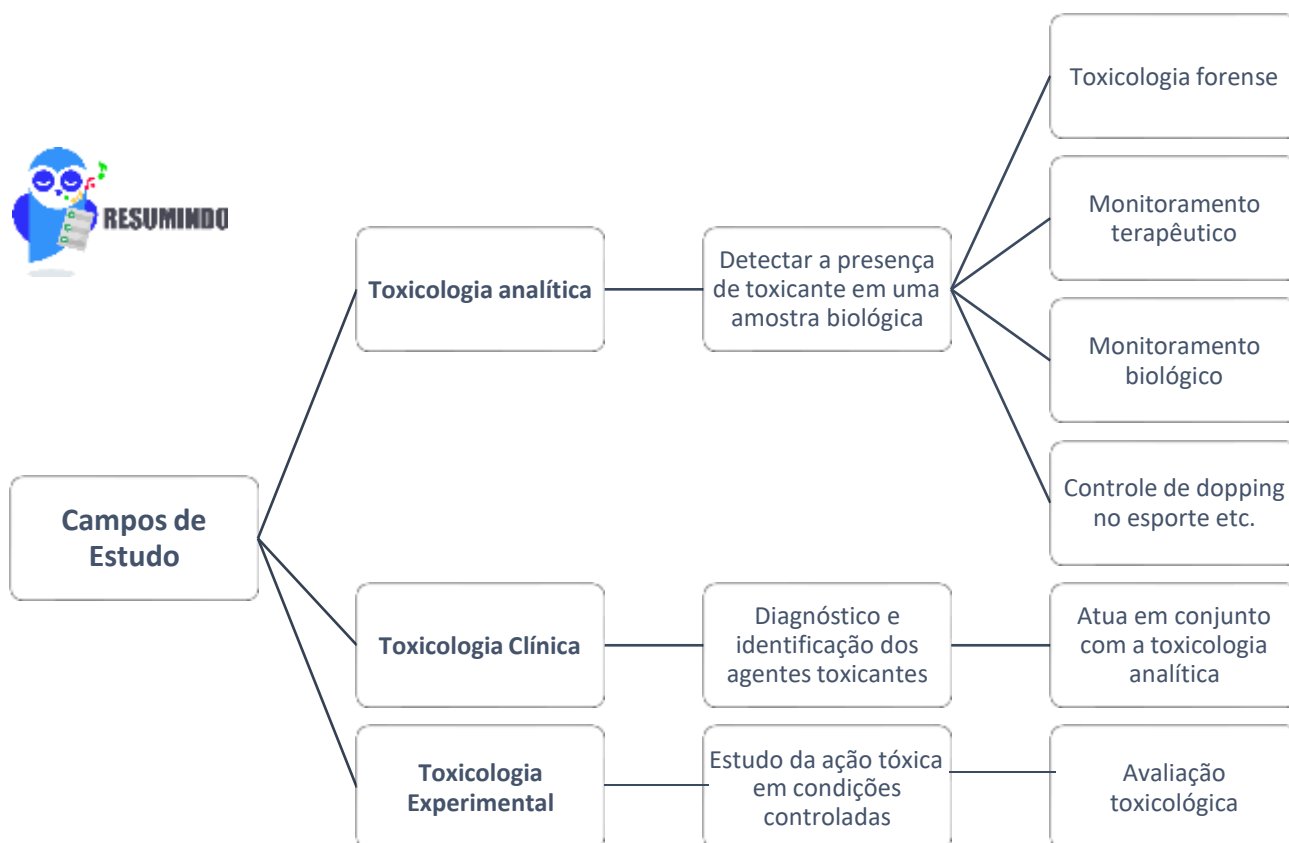 RESUMINDO
Campos de
Estudo
Toxicologia analítica
Detectar a presença
de toxicante em uma
amostra biológica
Toxicologia forense
Monitoramento
terapêutico
Monitoramento
biológico
Controle de dopping
no esporte etc.
Toxicologia Clínica
Diagnóstico e
identificação dos
agentes toxicantes
Atua em conjunto
com a toxicologia
analítica
Toxicologia
Experimental
Estudo da ação tóxica
em condições
controladas
Avaliação
toxicológica